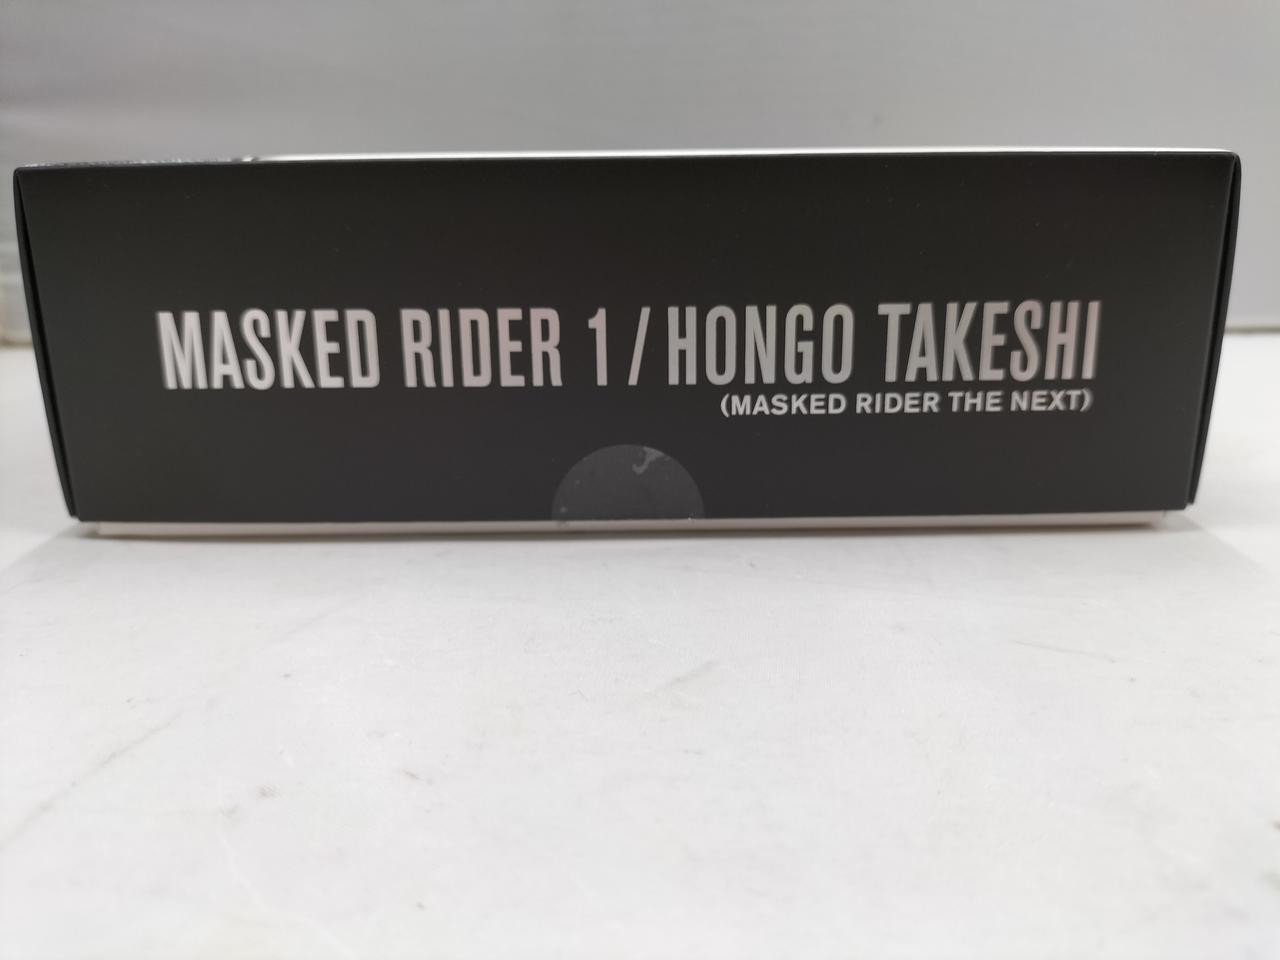 MASKED RIDER 1 / HONGO TAKESHI
(MASKED RIDER THE NEXT)